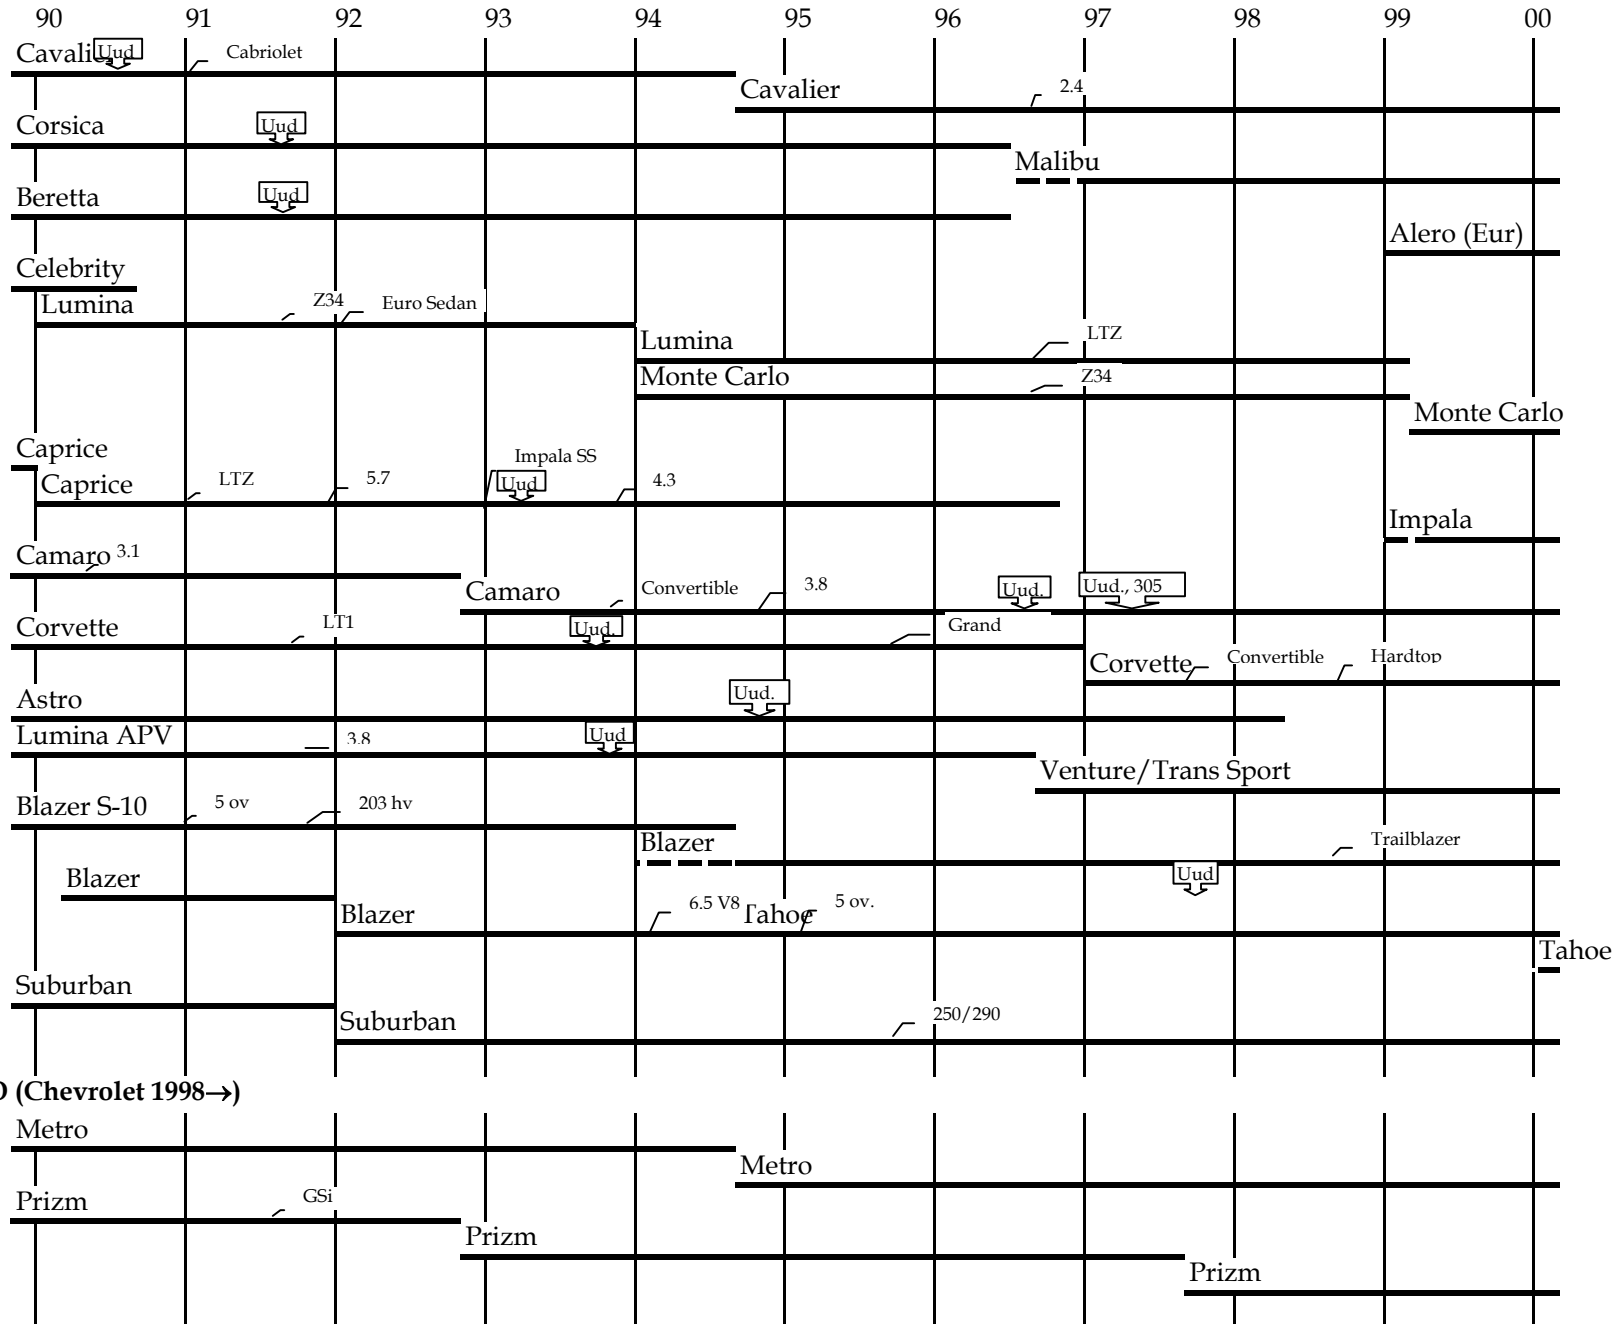 90 91 92 93 94 95 96 97 98 99 00
Cavalie Uud Cabriolet
Cavalier 2.4
Corsica Uud
Malibu
Beretta Uud
Alero (Eur)
Celebrity
Lumina Z34 Euro Sedan
Lumina LTZ
Monte Carlo Z34
Monte Carlo
Caprice
Caprice LTZ 5.7 Impala SS Uud 4.3
Impala
Camaro 3.1
Camaro Convertible 3.8 Uud. Uud., 305
Corvette LT1 Uud. Grand
Corvette Convertible Hardtop
Astro Uud.
Lumina APV 3.8 Uud
Venture/Trans Sport
Blazer S-10 5 ov 203 hv
Blazer Trailblazer
Blazer Uud
Blazer 6.5 V8 Tahoe 5 ov.
Tahoe
Suburban
Suburban 250/290
(Chevrolet 1998→)
Metro
Metro
Prizm GSi
Prizm
Prizm